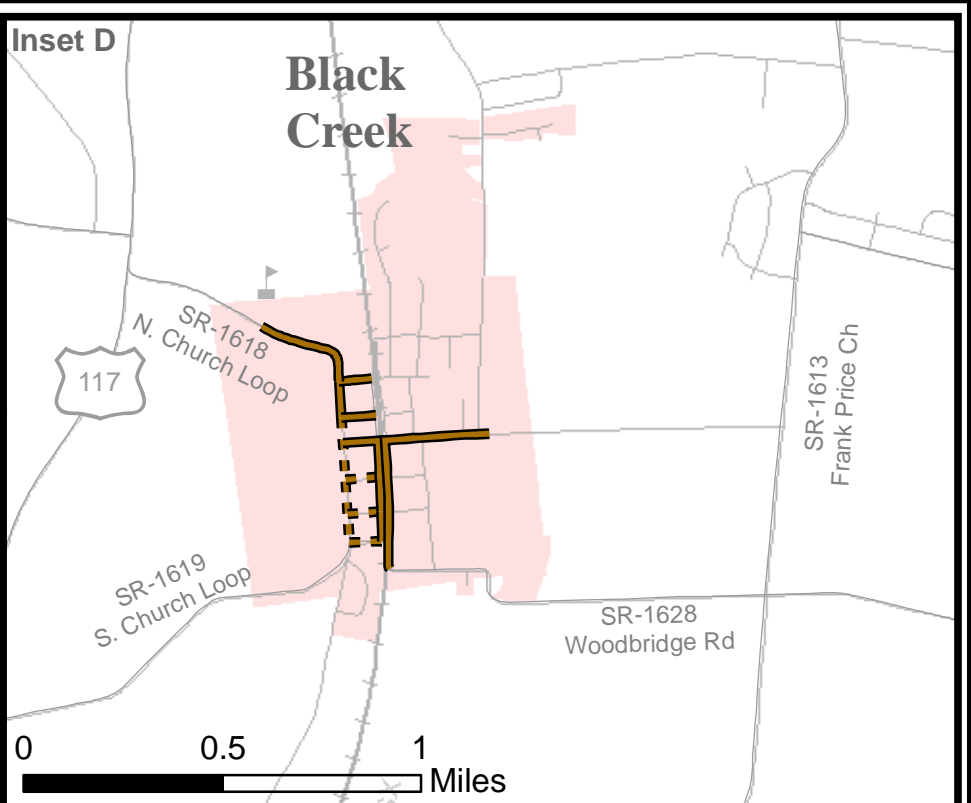 Inset D
Black
Creek
SR-1618
N. Church Loop
117
SR-1613
Frank Price Ch
SR-1619
S. Church Loop
SR-1628
Woodbridge Rd
0 0.5 1
Miles